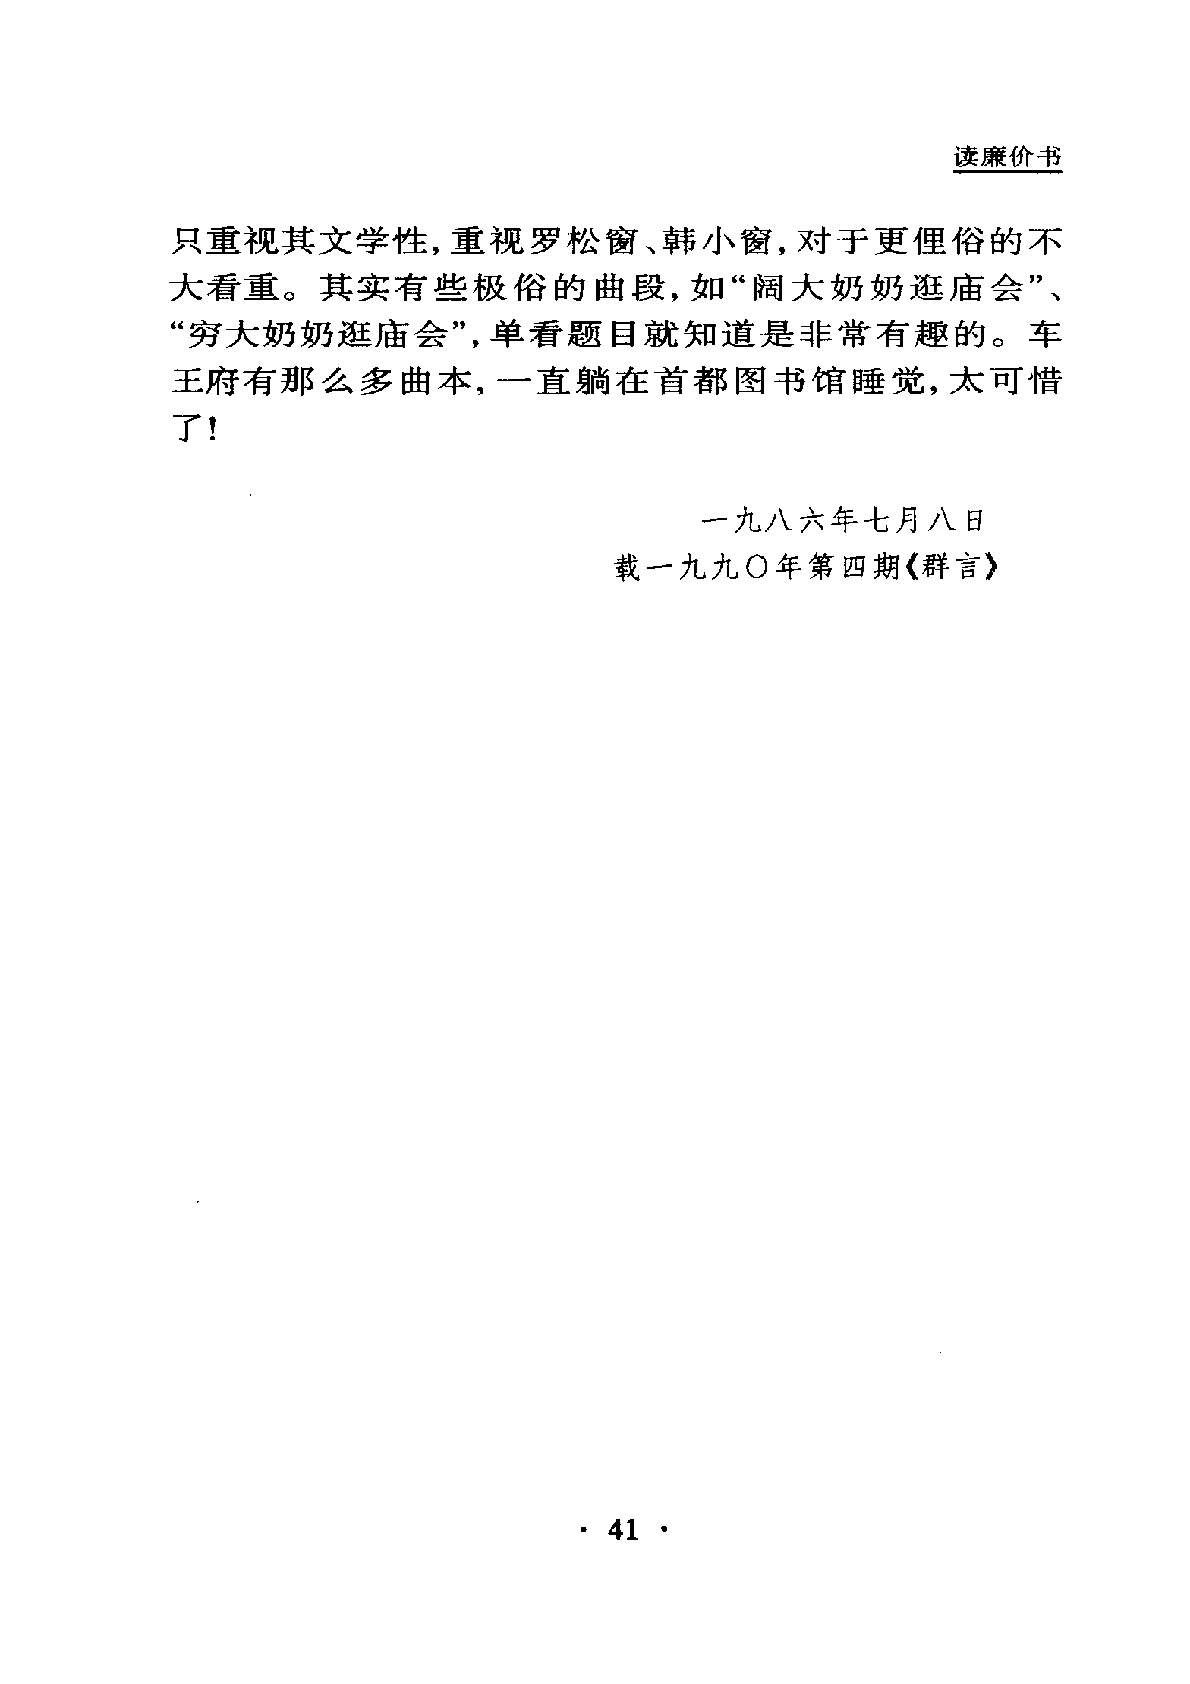 读廉价书
只重视其文学性，重视罗松窗、韩小窗，对于更俚俗的不
大看重。其实有些极俗的曲段，如“阔大奶奶逛庙会”、
“穷大奶奶逛庙会”，单看题目就知道是非常有趣的。车
王府有那么多曲本，一直躺在首都图书馆睡觉，太可惜
了！
一九八六年七月八日
载一九九〇年第四期《群言》
· 41 ·